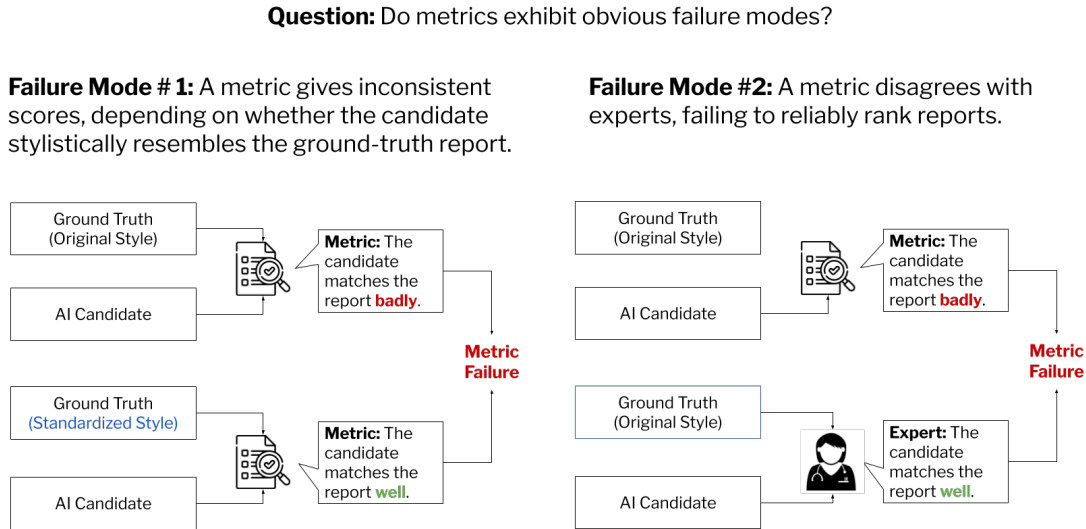 Question: Do metrics exhibit obvious failure modes?
Failure Mode # 1: A metric gives inconsistent
scores, depending on whether the candidate
stylistically resembles the ground-truth report.
Ground Truth
(Original Style)
AI Candidate
Metric: The
candidate
matches the
report badly.
Metric
Failure
Ground Truth
(Standardized Style)
AI Candidate
Metric: The
candidate
matches the
report well.
Failure Mode #2: A metric disagrees with
experts, failing to reliably rank reports.
Ground Truth
(Original Style)
AI Candidate
Metric: The
candidate
matches the
report badly.
Metric
Failure
Ground Truth
(Original Style)
AI Candidate
Expert: The
candidate
matches the
report well.